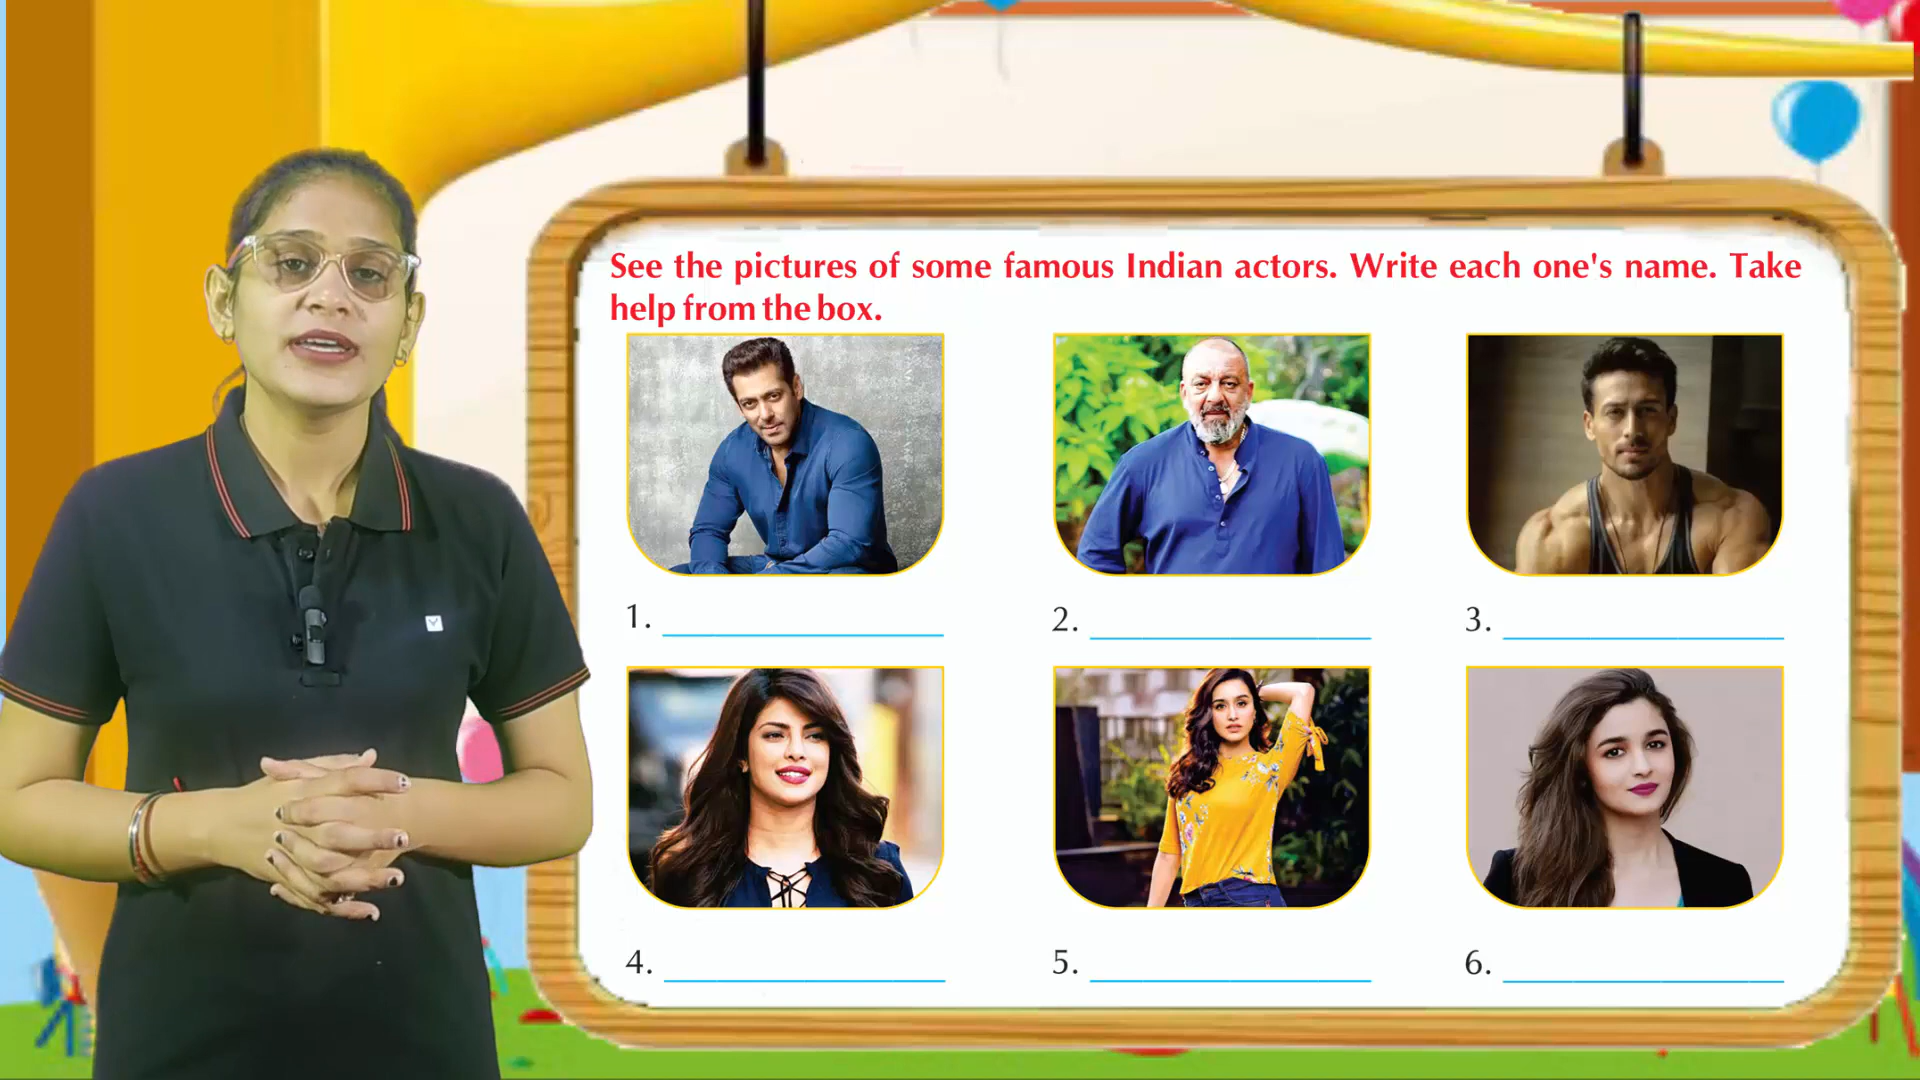 See the pictures of some famous Indian actors. Write each one's name. Take
help from the box.
1. 2. 3.
4. 5. 6.